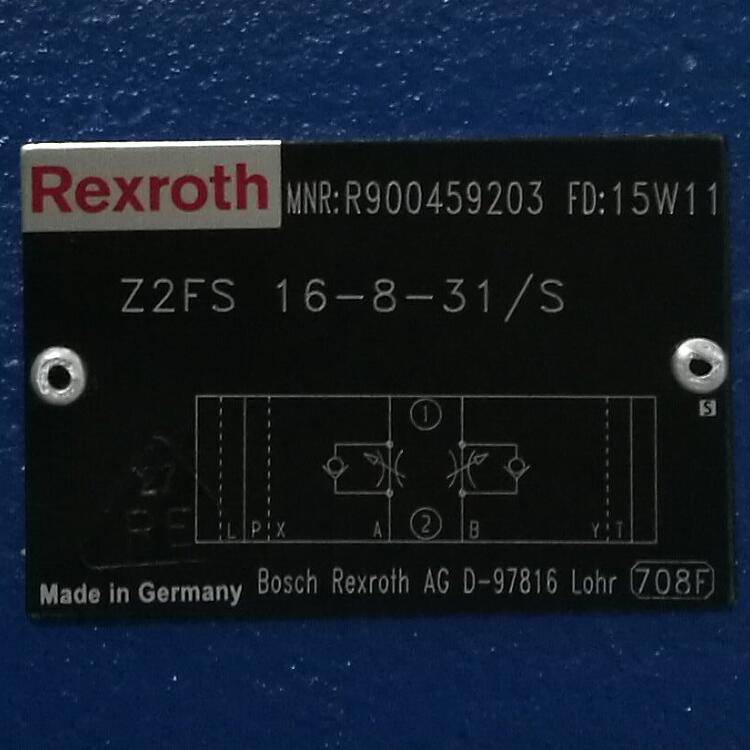 Rexroth MNR:R900459203 FD:15W11
Z2FS 16-8-31/S
S
1
L P X A 2 B Y T
Made in Germany Bosch Rexroth AG D-97816 Lohr 708F